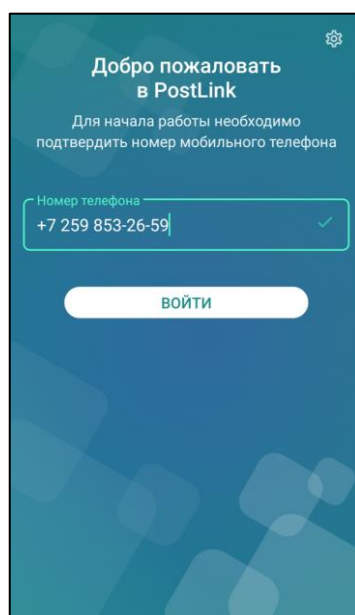 Добро пожаловать
в PostLink
Для начала работы необходимо
подтвердить номер мобильного телефона
Номер телефона
+7 259 853-26-59
ВОЙТИ